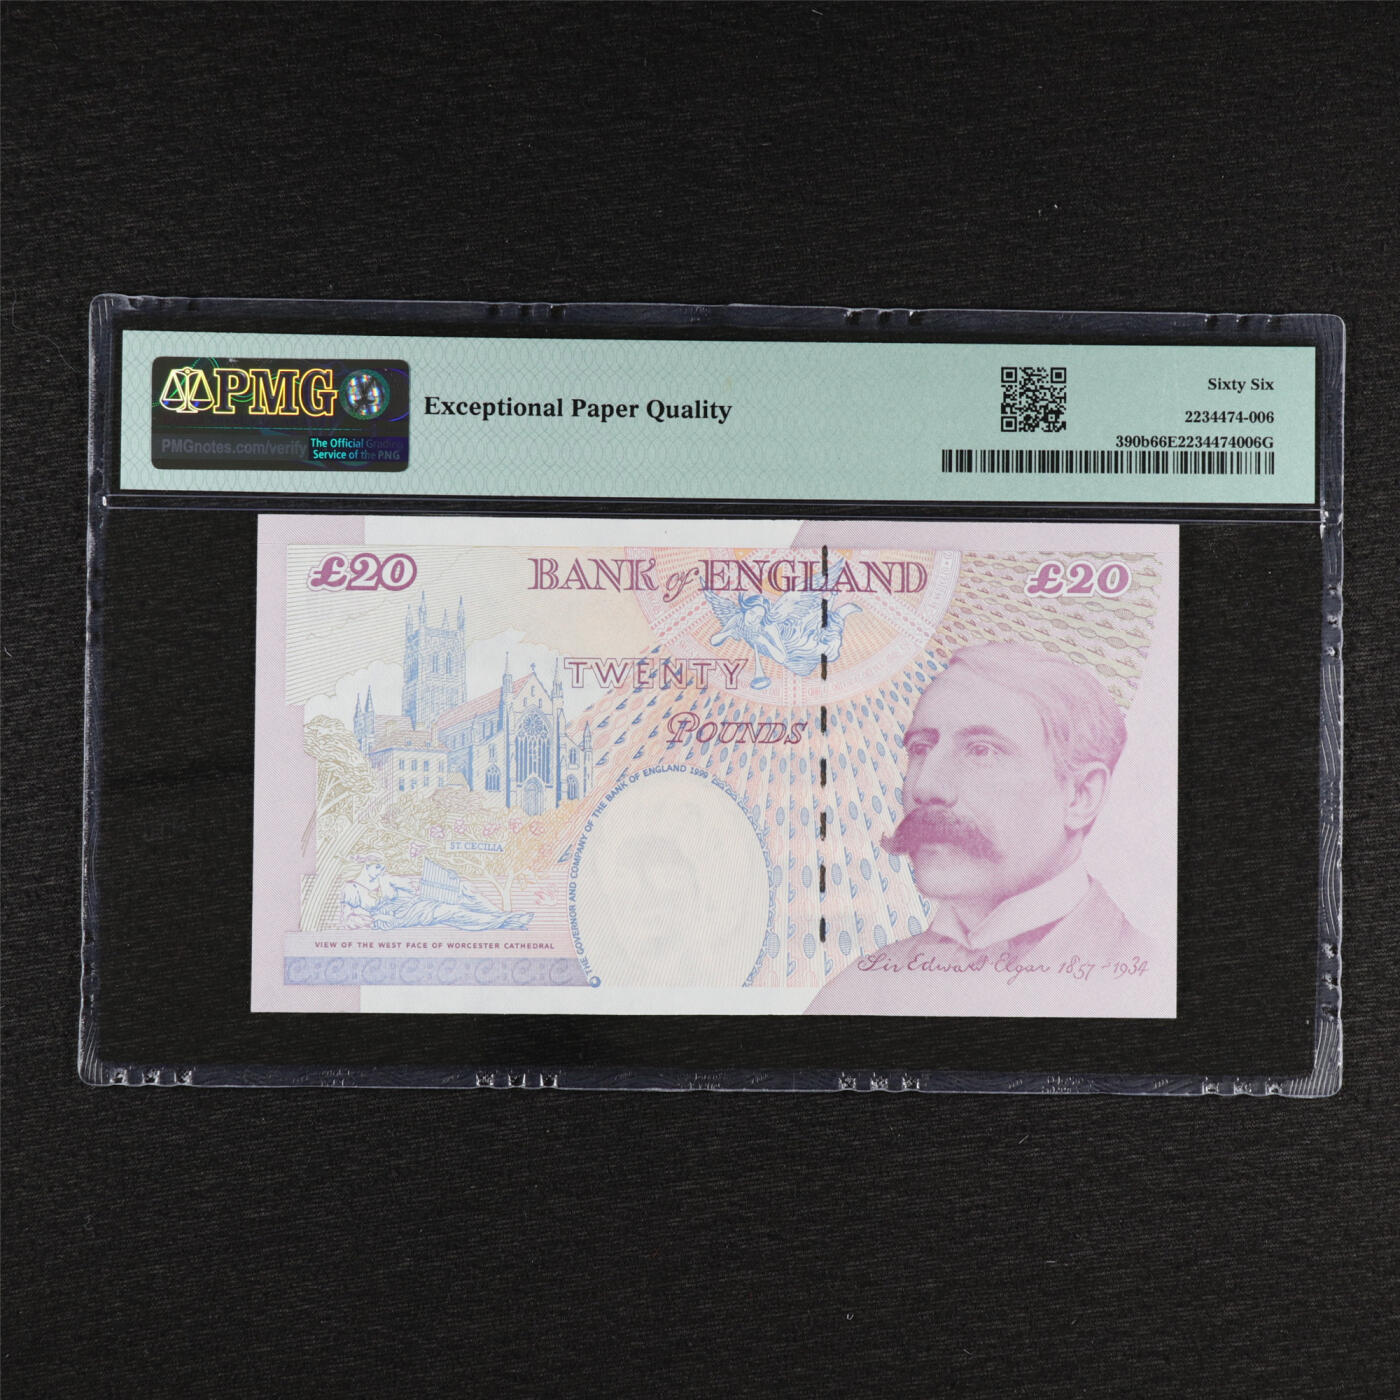 PMG
PMGnotes.com/verify
The Official Grading
Service of the PNG
Exceptional Paper Quality
Sixty Six
2234474-006
390b66E2234474006G
£20
BANK of ENGLAND
£20
TWENTY
POUNDS
© THE GOVERNOR AND COMPANY OF THE BANK OF ENGLAND 1999
ST. CECILIA
VIEW OF THE WEST FACE OF WORCESTER CATHEDRAL
Sir Edward Elgar 1857-1934